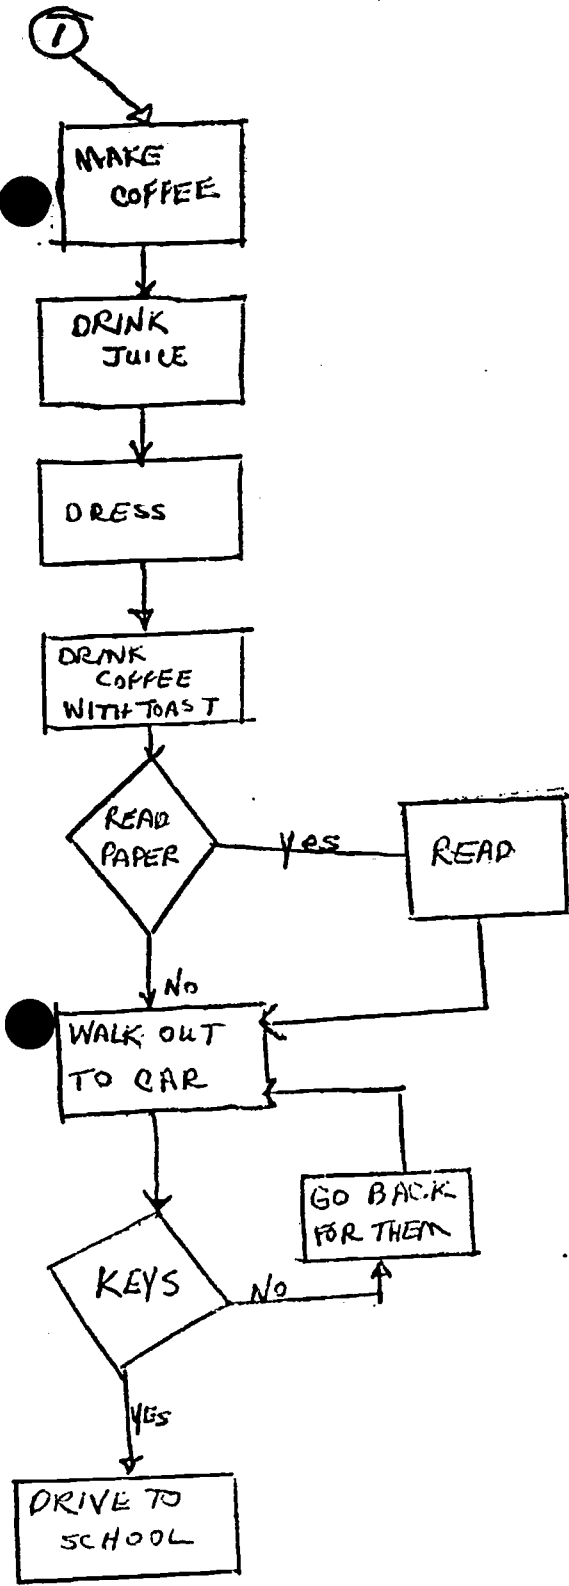 1
MAKE
COFFEE
DRINK
JUICE
DRESS
DRINK
COFFEE
WITH TOAST
READ
PAPER
Yes
READ
No
WALK OUT
TO CAR
GO BACK
FOR THEM
KEYS
No
YES
DRIVE TO
SCHOOL